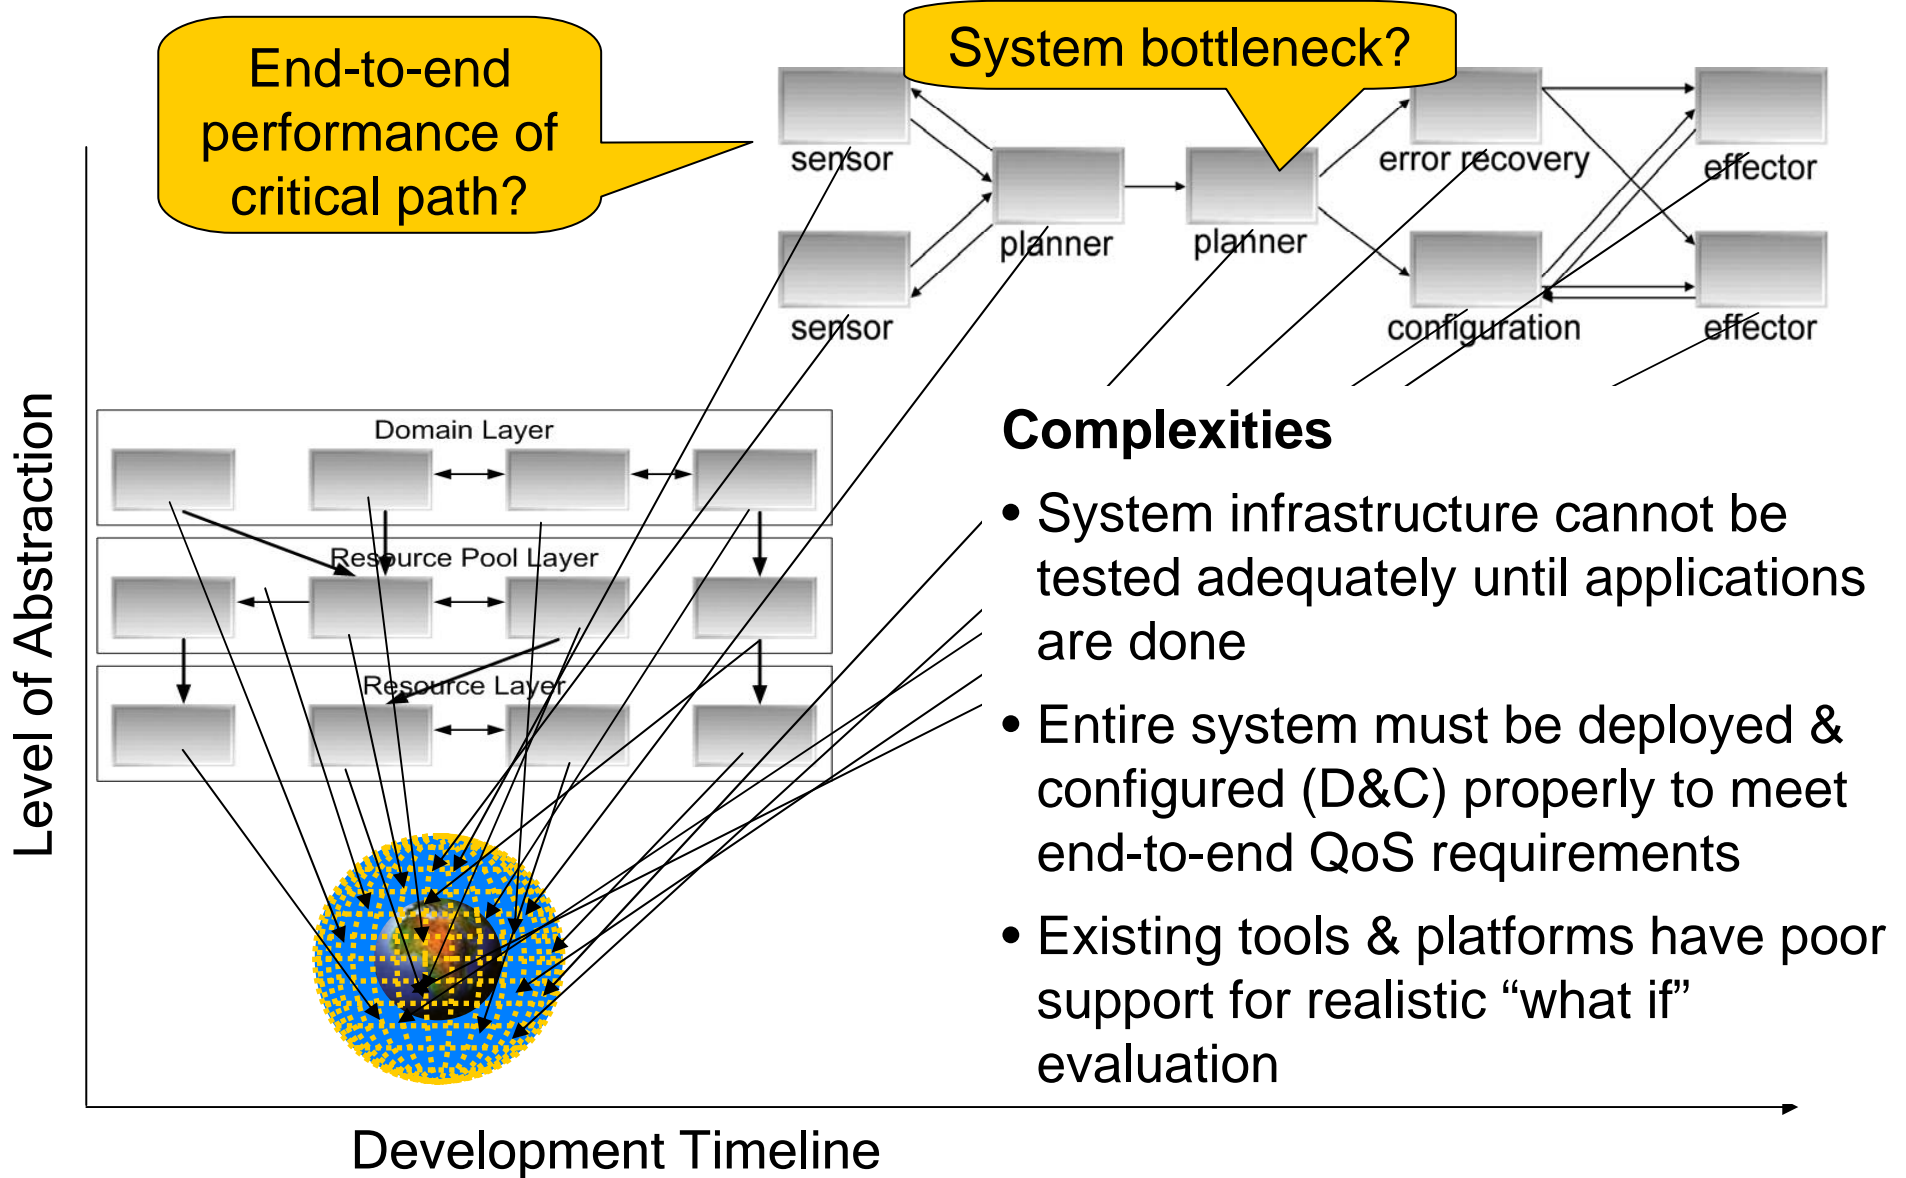 End-to-end
performance of
critical path?
System bottleneck?
sensor
error recovery
effector
planner
planner
sensor
configuration
effector
Level of Abstraction
Domain Layer
Resource Pool Layer
Resource Layer
Complexities
• System infrastructure cannot be
tested adequately until applications
are done
• Entire system must be deployed &
configured (D&C) properly to meet
end-to-end QoS requirements
• Existing tools & platforms have poor
support for realistic “what if”
evaluation
Development Timeline